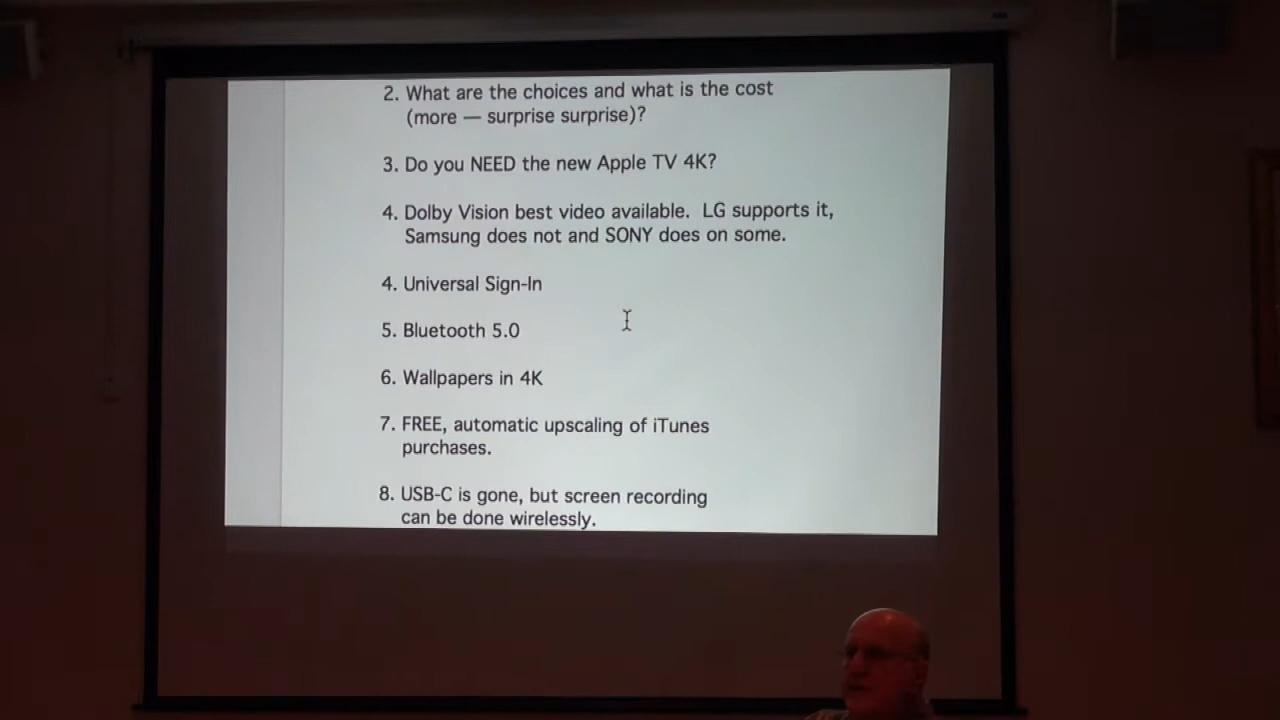 2. What are the choices and what is the cost
(more — surprise surprise)?
3. Do you NEED the new Apple TV 4K?
4. Dolby Vision best video available.  LG supports it,
Samsung does not and SONY does on some.
4. Universal Sign-In
5. Bluetooth 5.0
6. Wallpapers in 4K
7. FREE, automatic upscaling of iTunes
purchases.
8. USB-C is gone, but screen recording
can be done wirelessly.